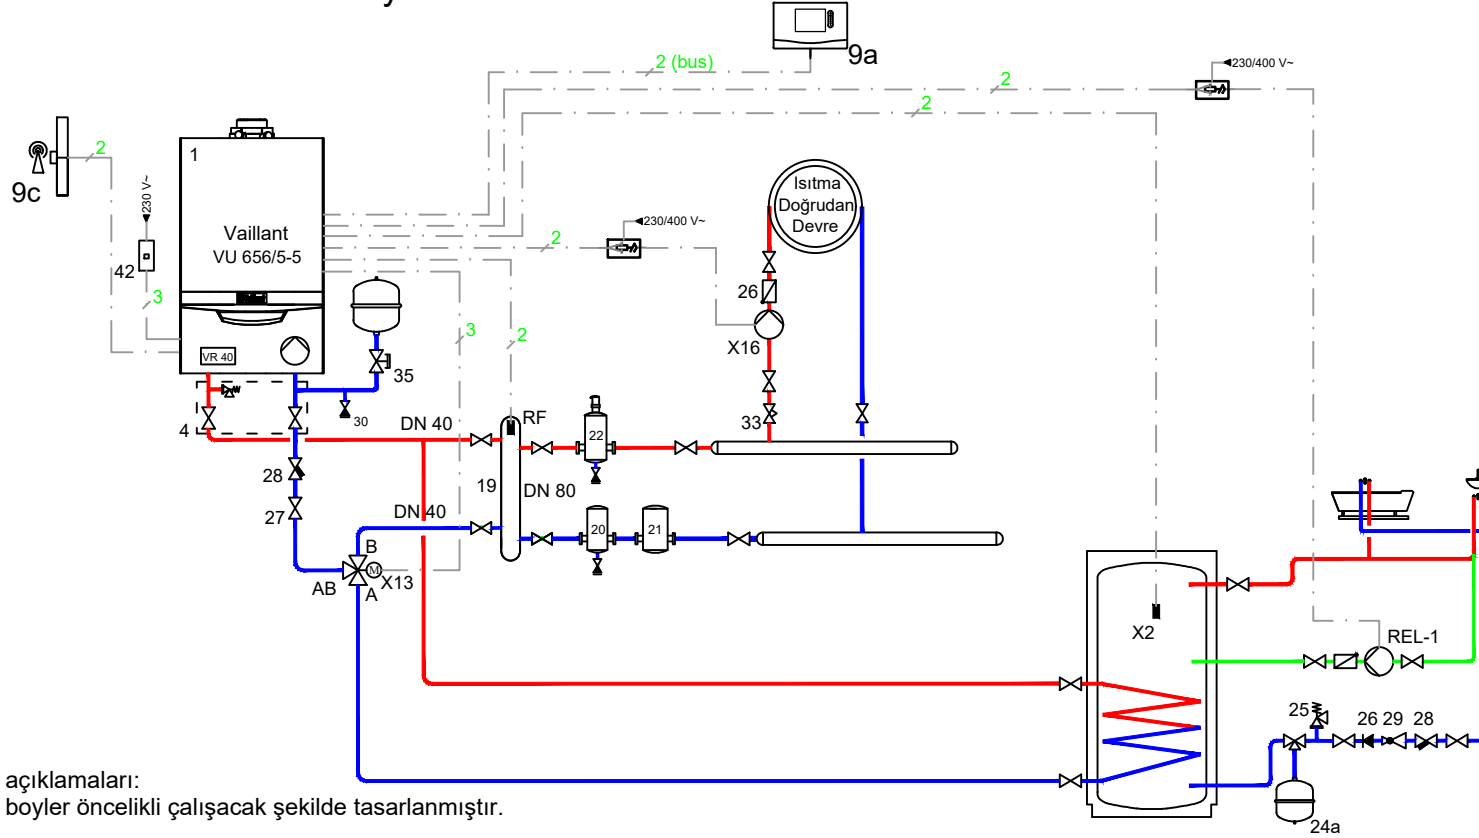 9a
2 (bus)
230/400 V~
2
2
1
2
9c
230 V~
Vaillant
VU 656/5-5
42
3
VR 40
35
30
4
Isıtma
Doğrudan
Devre
230/400 V~
2
26
X16
3
2
33
DN 40
RF
22
28
19
DN 80
27
DN 40
20
21
B
M
X13
AB
A
X2
REL-1
25
26
29
28
24a
açıklamaları:
boyler öncelikli çalışacak şekilde tasarlanmıştır.